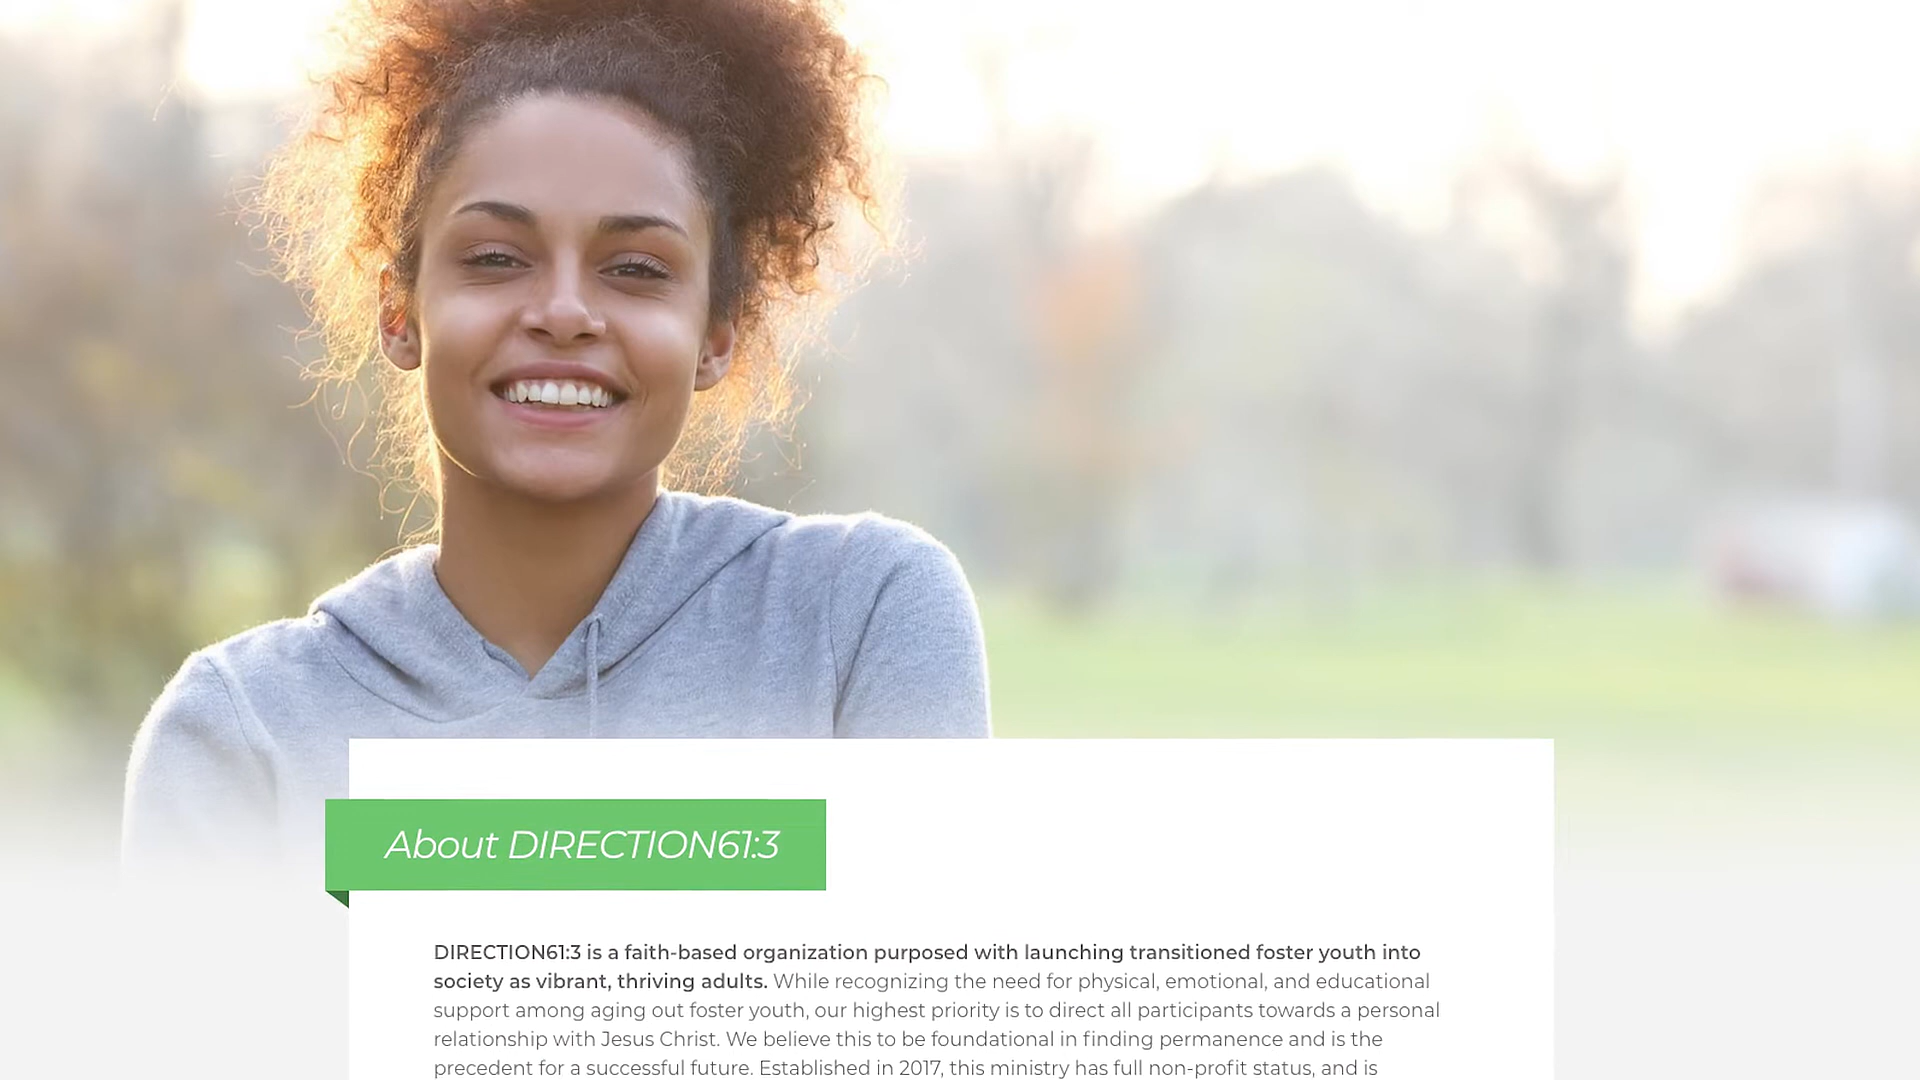 About DIRECTION61:3
DIRECTION61:3 is a faith-based organization purposed with launching transitioned foster youth into
society as vibrant, thriving adults. While recognizing the need for physical, emotional, and educational
support among aging out foster youth, our highest priority is to direct all participants towards a personal
relationship with Jesus Christ. We believe this to be foundational in finding permanence and is the
precedent for a successful future. Established in 2017, this ministry has full non-profit status, and is